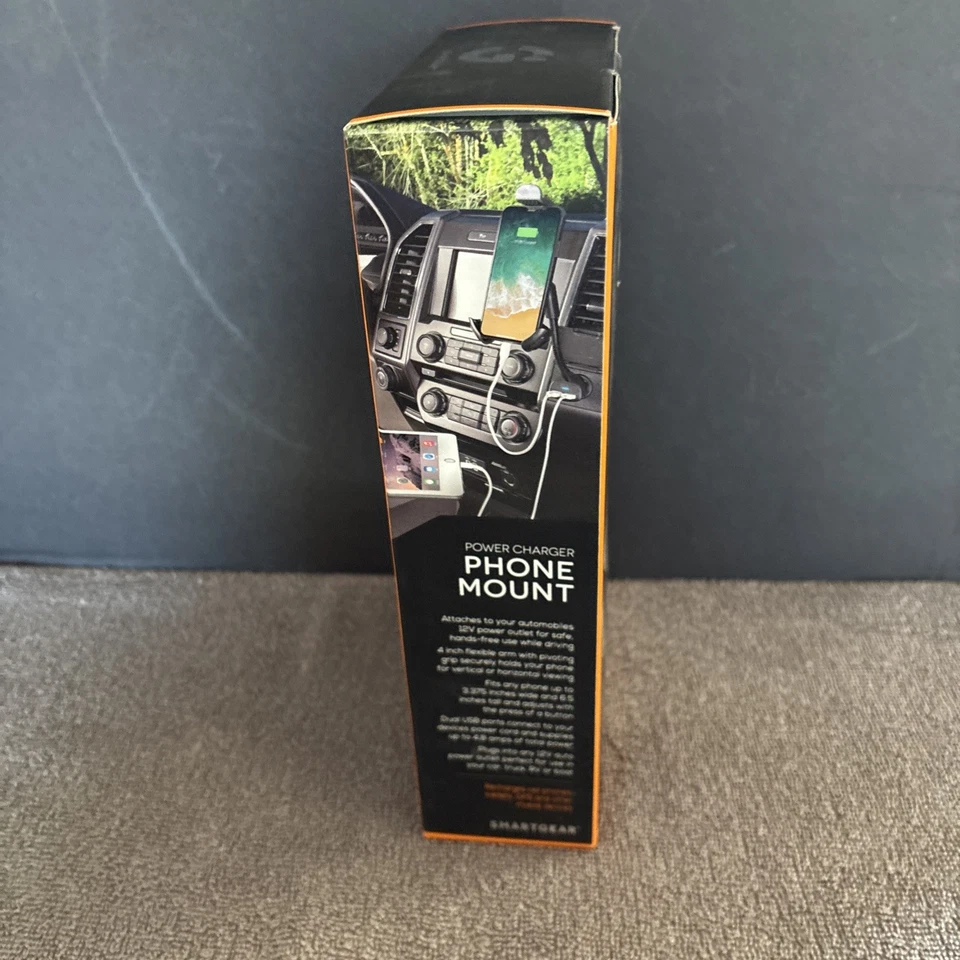 POWER CHARGER
PHONE
MOUNT
Attaches to your automobiles
12V power outlet for safe,
hands-free use while driving
4 inch flexible arm with pivoting
grip securely holds your phone
for vertical or horizontal viewing
Fits any phone up to
3.375 inches wide and 6.5
inches tall and adjusts with
the press of a button
Dual USB ports connect to your
devices power cord and supplies
up to 4.8 amps of total power
Plugs into any 12V auto
power outlet perfect for use in
your car, truck, RV or boat
SMARTGEAR